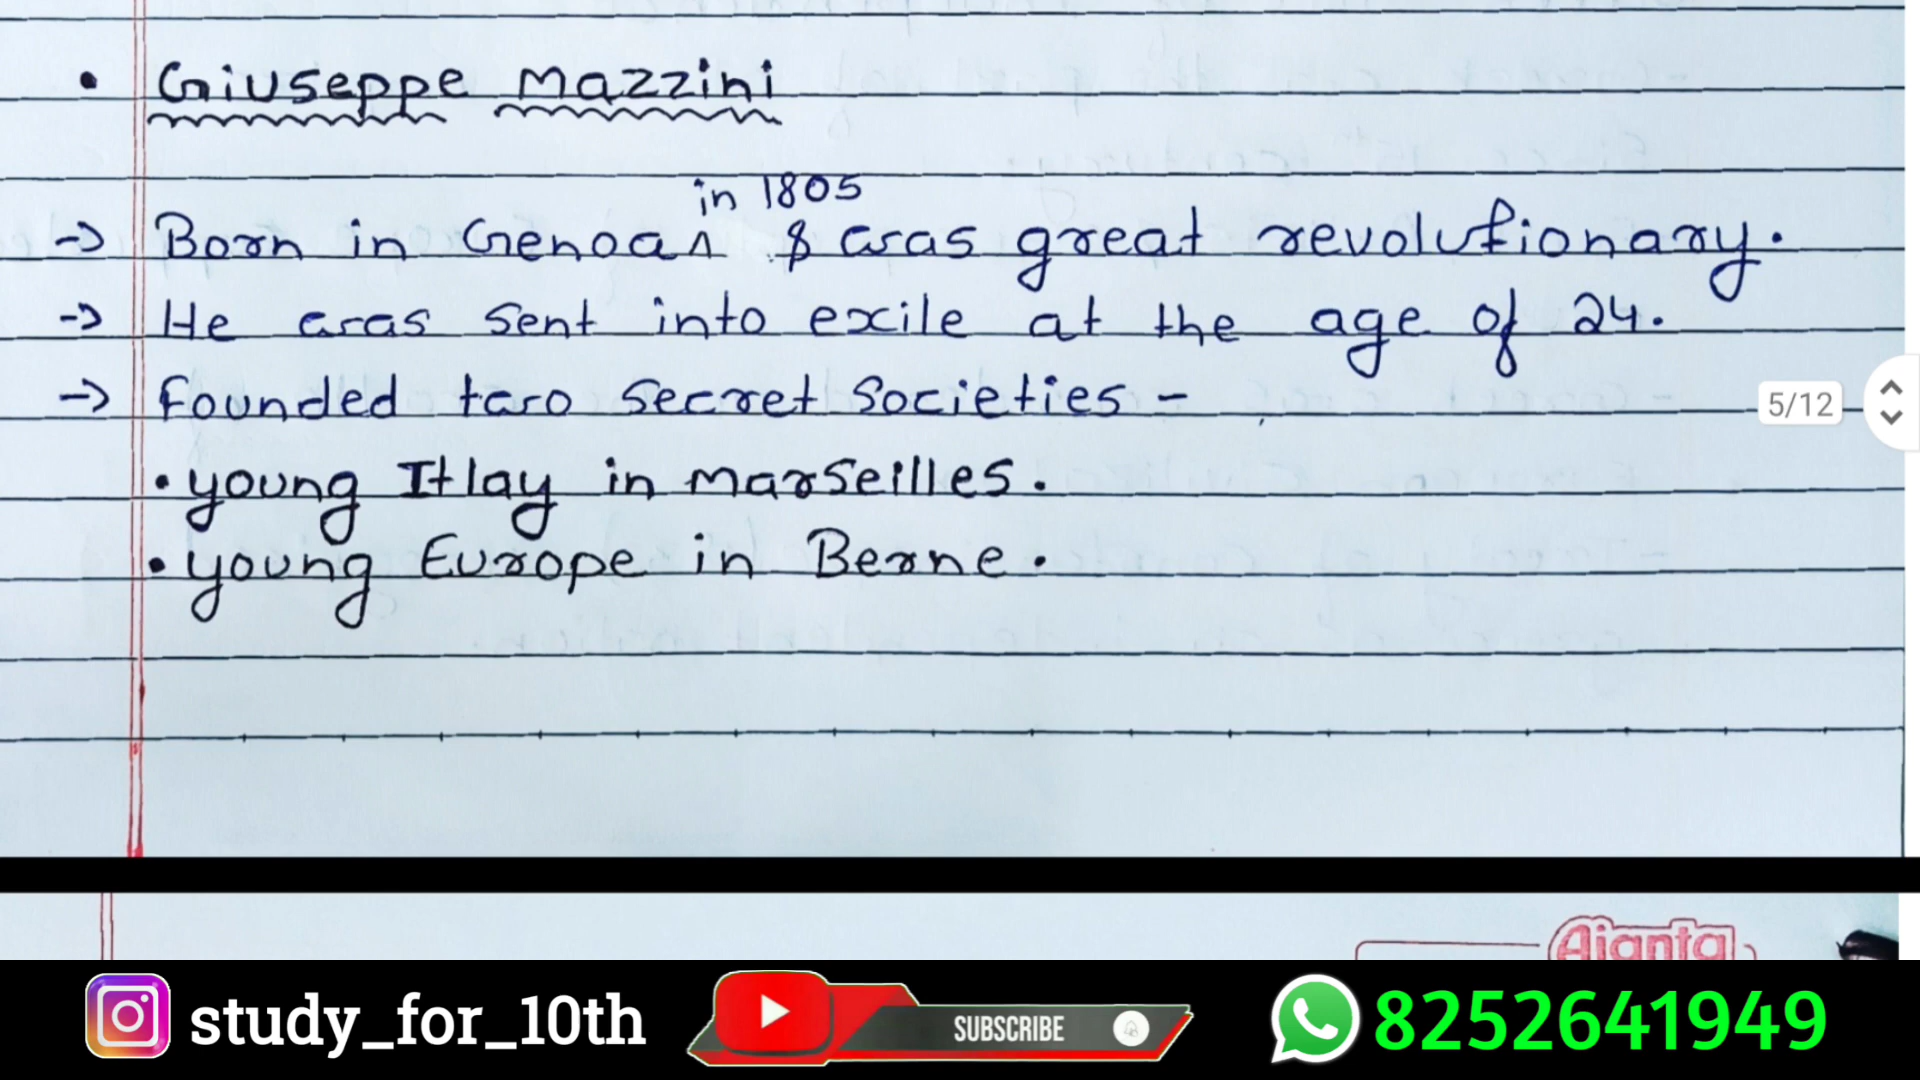 • Giuseppe Mazzini
in 1805
→ Born in Genoa ^ & was great revolutionary.
→ He was sent into exile at the age of 24.
→ Founded two Secret Societies -
• young Itlay in Marseilles.
• young Europe in Berne.
5/12
Ajanta
study_for_10th
SUBSCRIBE
8252641949